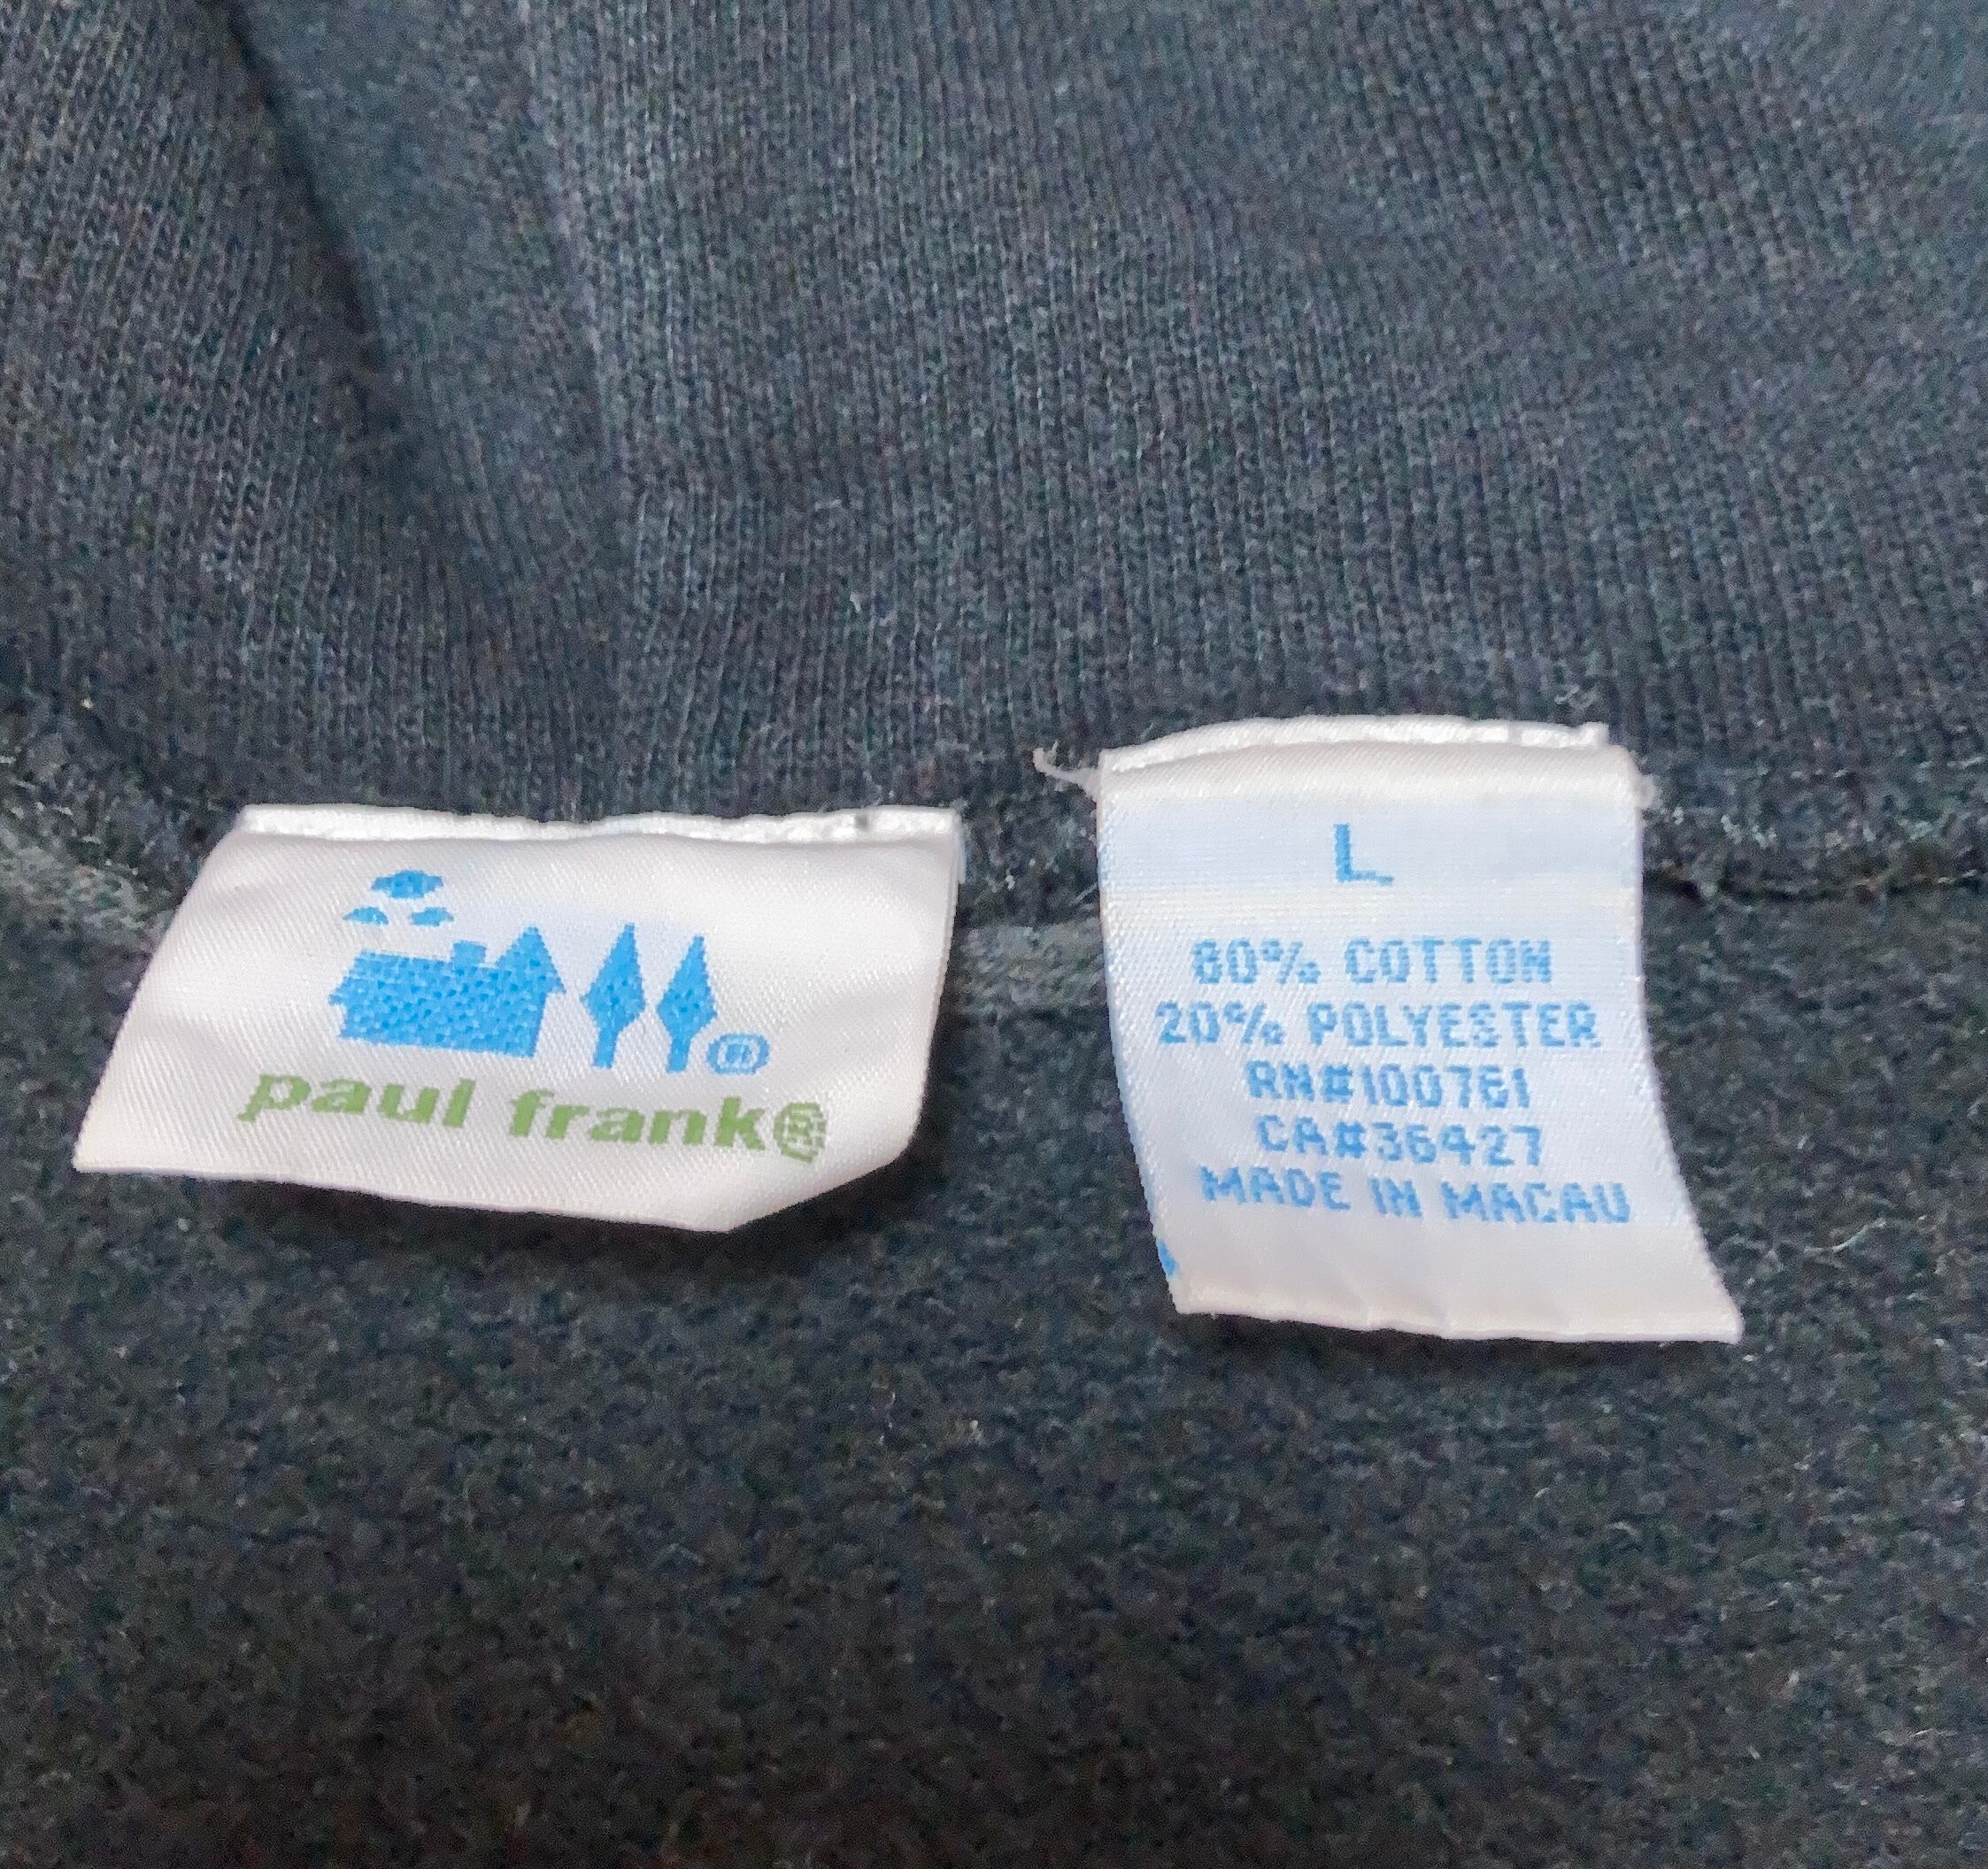 ®
paul frank®
L
80% COTTON
20% POLYESTER
RN#100761
CA#36427
MADE IN MACAU